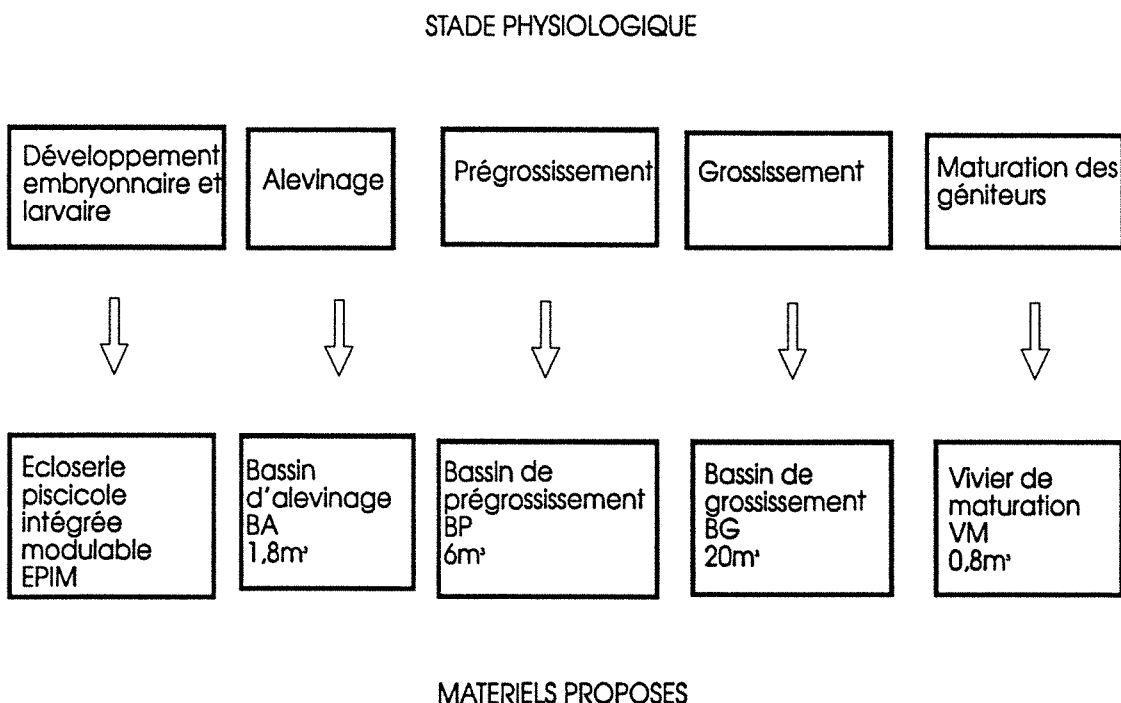 STADE PHYSIOLOGIQUE
Développement
embryonnaire et
larvaire
Alevinage
Prégrossissement
Grossissement
Maturation des
géniteurs
Ecloserie
piscicole
intégrée
modulable
EPIM
Bassin
d'alevinage
BA
1,8m³
Bassin de
prégrossissement
BP
6m³
Bassin de
grossissement
BG
20m³
Vivier de
maturation
VM
0,8m³
MATERIELS PROPOSES